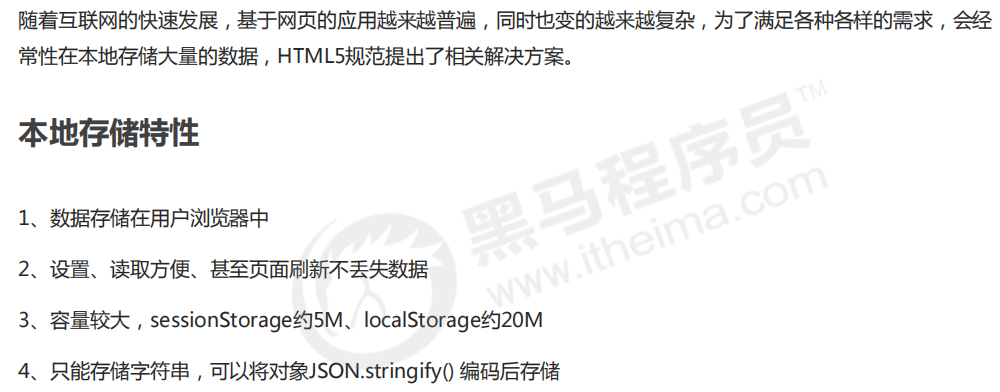 随着互联网的快速发展，基于网页的应用越来越普遍，同时也变的越来越复杂，为了满足各种各样的需求，会经
常性在本地存储大量的数据，HTML5规范提出了相关解决方案。
本地存储特性
1、数据存储在用户浏览器中
2、设置、读取方便、甚至页面刷新不丢失数据
3、容量较大，sessionStorage约5M、localStorage约20M
4、只能存储字符串，可以将对象JSON.stringify() 编码后存储
黑马程序员™
www.itheima.com